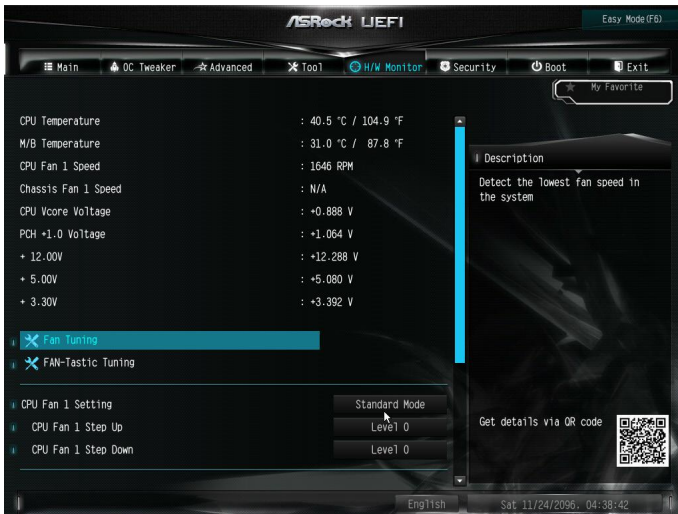 ASRock UEFI
Easy Mode(F6)
Main OC Tweaker Advanced Tool H/W Monitor Security Boot Exit
My Favorite
CPU Temperature : 40.5 °C / 104.9 °F
M/B Temperature : 31.0 °C / 87.8 °F
CPU Fan 1 Speed : 1646 RPM
Chassis Fan 1 Speed : N/A
CPU Vcore Voltage : +0.888 V
PCH +1.0 Voltage : +1.064 V
+ 12.00V : +12.288 V
+ 5.00V : +5.080 V
+ 3.30V : +3.392 V
Fan Tuning
FAN-Tastic Tuning
CPU Fan 1 Setting Standard Mode
CPU Fan 1 Step Up Level 0
CPU Fan 1 Step Down Level 0
Description
Detect the lowest fan speed in
the system
Get details via QR code
English
Sat 11/24/2096, 04:38:42